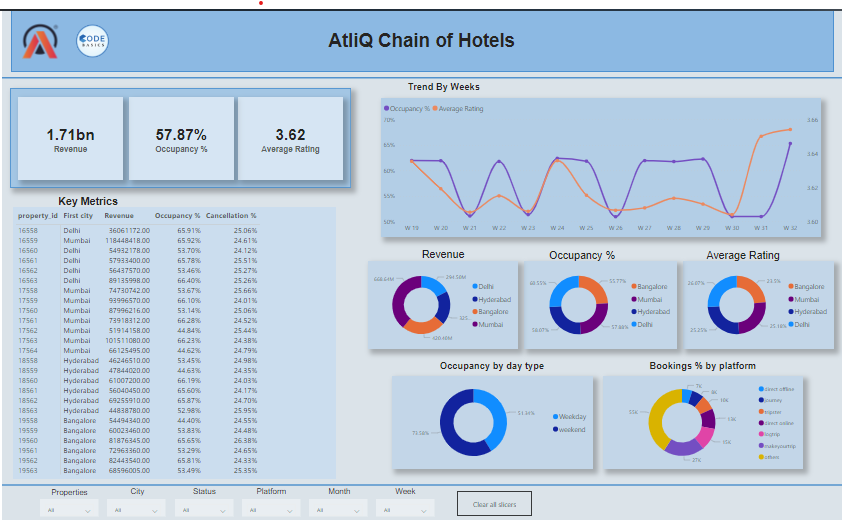 CODE
BASICS
AtliQ Chain of Hotels
1.71bn
Revenue
57.87%
Occupancy %
3.62
Average Rating
Trend By Weeks
Occupancy % Average Rating
70%
65%
60%
55%
50%
3.66
3.64
3.62
3.60
W 19 W 20 W 21 W 22 W 23 W 24 W 25 W 26 W 27 W 28 W 29 W 30 W 31 W 32
Key Metrics
property_id First city Revenue Occupancy % Cancellation %
16558 Delhi 36061172.00 65.91% 25.06%
16559 Mumbai 118448418.00 65.92% 24.61%
16560 Delhi 54932178.00 53.70% 24.12%
16561 Delhi 57933400.00 65.78% 25.51%
16562 Delhi 56437570.00 53.46% 25.27%
16563 Delhi 89135998.00 66.40% 25.26%
17558 Mumbai 74730742.00 53.67% 25.66%
17559 Mumbai 93996570.00 66.10% 24.01%
17560 Mumbai 87996216.00 53.14% 25.06%
17561 Mumbai 73918312.00 66.28% 24.52%
17562 Mumbai 51914158.00 44.84% 25.44%
17563 Mumbai 101511080.00 66.23% 24.38%
17564 Mumbai 66125495.00 44.62% 24.79%
18558 Hyderabad 46246510.00 53.45% 24.98%
18559 Hyderabad 47844020.00 44.63% 24.35%
18560 Hyderabad 61007200.00 66.19% 24.03%
18561 Hyderabad 56040450.00 65.60% 24.17%
18562 Hyderabad 69255910.00 65.87% 24.70%
18563 Hyderabad 44838780.00 52.98% 25.95%
19558 Bangalore 54494340.00 44.40% 24.55%
19559 Bangalore 60023460.00 53.83% 24.48%
19560 Bangalore 81876345.00 65.65% 26.38%
19561 Bangalore 72963360.00 53.29% 24.65%
19562 Bangalore 82443540.00 65.81% 24.33%
19563 Bangalore 68596005.00 53.49% 25.35%
Revenue
668.64M
294.50M
325...
420.40M
Delhi
Hyderabad
Bangalore
Mumbai
Occupancy %
60.55%
55.77%
58.07%
57.88%
Bangalore
Mumbai
Hyderabad
Delhi
Average Rating
26.07%
23.5%
25.25%
25.18%
Bangalore
Mumbai
Hyderabad
Delhi
Occupancy by day type
51.34%
73.58%
Weekday
weekend
Bookings % by platform
7K
8K
10K
13K
15K
27K
55K
direct offline
journey
tripster
direct online
logtrip
makeyourtrip
others
Properties City Status Platform Month Week
All All All All All All
Clear all slicers